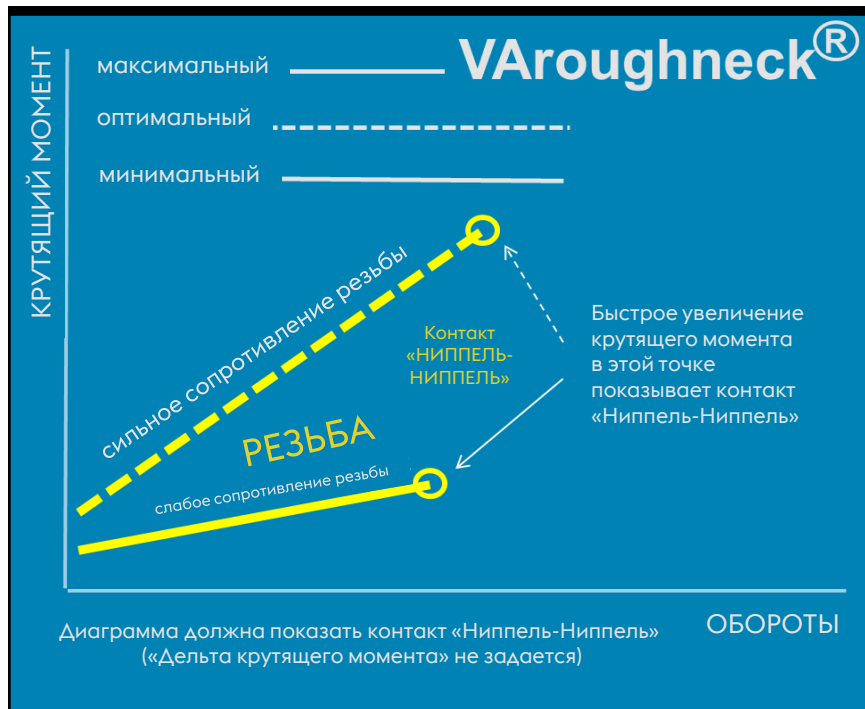 VAroughneck®
максимальный
оптимальный
минимальный
КРУТЯЩИЙ МОМЕНТ
сильное сопротивление резьбы
Контакт
«НИППЕЛЬ-
НИППЕЛЬ»
Быстрое увеличение
крутящего момента
в этой точке
показывает контакт
«Ниппель-Ниппель»
РЕЗЬБА
слабое сопротивление резьбы
ОБОРОТЫ
Диаграмма должна показать контакт «Ниппель-Ниппель»
(«Дельта крутящего момента» не задается)